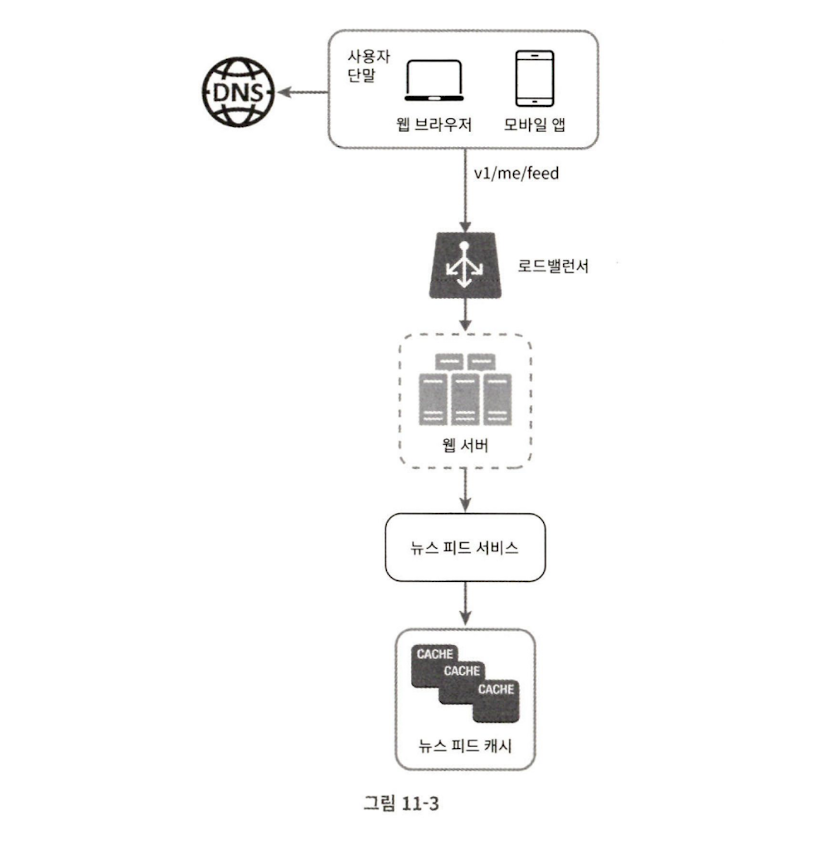 사용자
단말
DNS
웹 브라우저
모바일 앱
v1/me/feed
로드밸런서
웹 서버
뉴스 피드 서비스
CACHE
CACHE
CACHE
뉴스 피드 캐시
그림 11-3